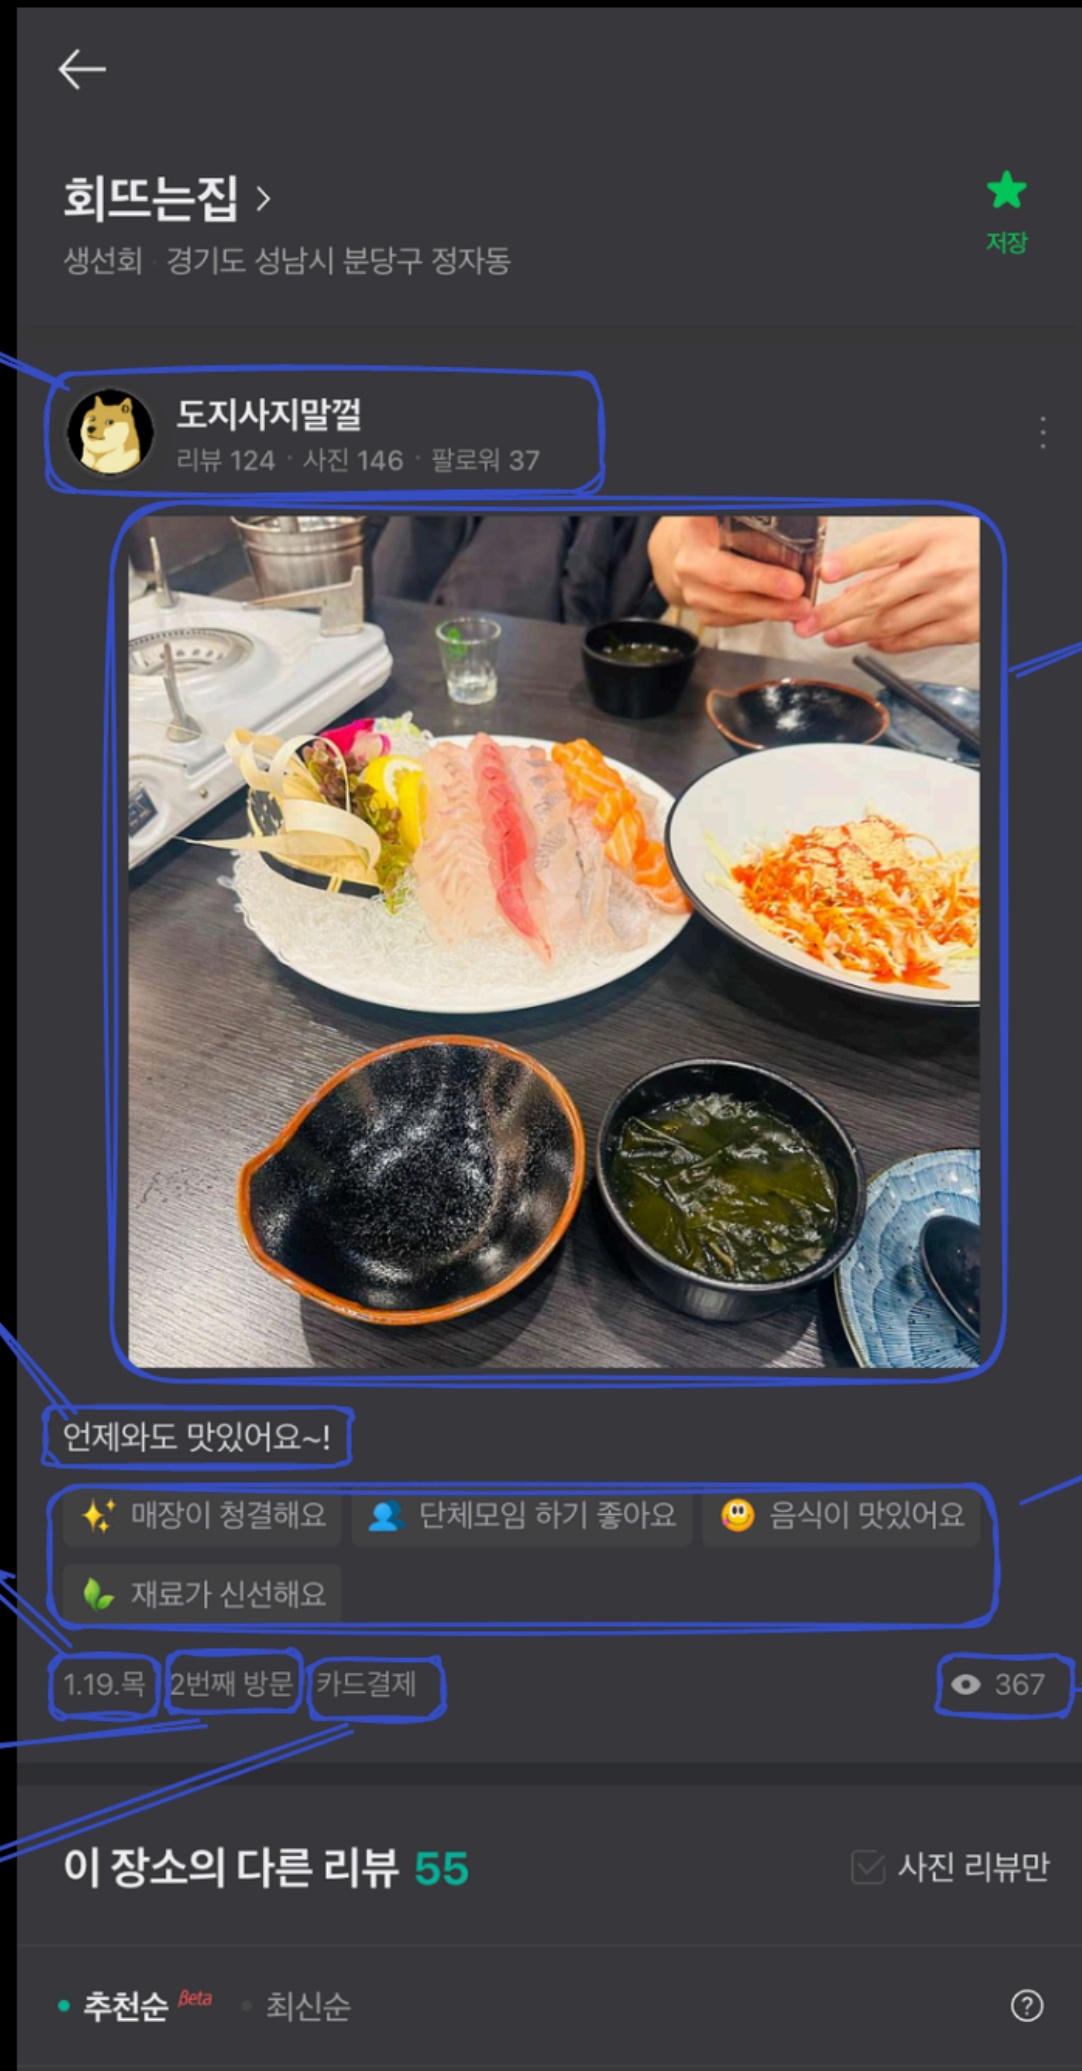 회뜨는집 >
생선회 경기도 성남시 분당구 정자동
저장
도지사지말껄
리뷰 124 · 사진 146 · 팔로워 37
언제와도 맛있어요~!
매장이 청결해요 단체모임 하기 좋아요 음식이 맛있어요
재료가 신선해요
1.19.목 2번째 방문 카드결제 367
이 장소의 다른 리뷰 55 사진 리뷰만
추천순 Beta 최신순 ?